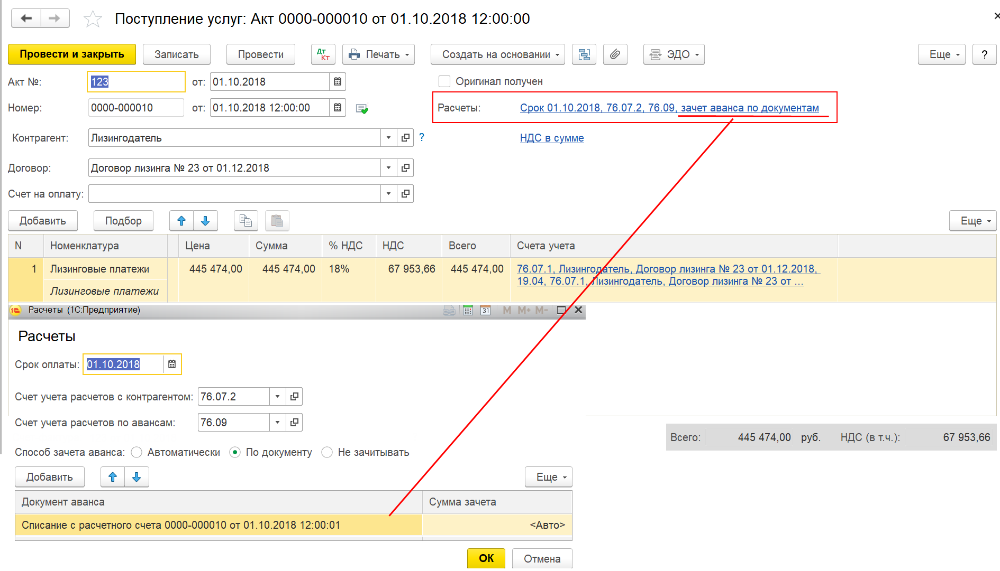 Поступление услуг: Акт 0000-000010 от 01.10.2018 12:00:00
Провести и закрыть Записать Провести Дт Кт Печать Создать на основании ЭДО Еще ?
Акт №: 123 от: 01.10.2018 Оригинал получен
Номер: 0000-000010 от: 01.10.2018 12:00:00 Расчеты: Срок 01.10.2018, 76.07.2, 76.09, зачет аванса по документам
Контрагент: Лизингодатель ? НДС в сумме
Договор: Договор лизинга № 23 от 01.12.2018
Счет на оплату:
Добавить Подбор Еще
N Номенклатура Цена Сумма % НДС НДС Всего Счета учета
1 Лизинговые платежи 445 474,00 445 474,00 18% 67 953,66 445 474,00 76.07.1, Лизингодатель, Договор лизинга № 23 от 01.12.2018,
Лизинговые платежи 19.04, 76.07.1, Лизингодатель, Договор лизинга № 23 от ...
1С Расчеты (1С:Предприятие) 31 M M+ M-
Расчеты
Срок оплаты: 01.10.2018
Счет учета расчетов с контрагентом: 76.07.2
Счет учета расчетов по авансам: 76.09
Всего: 445 474,00 руб. НДС (в т.ч.): 67 953,66
Способ зачета аванса: Автоматически По документу Не зачитывать
Добавить Еще
Документ аванса Сумма зачета
Списание с расчетного счета 0000-000010 от 01.10.2018 12:00:01 <Авто>
ОК Отмена